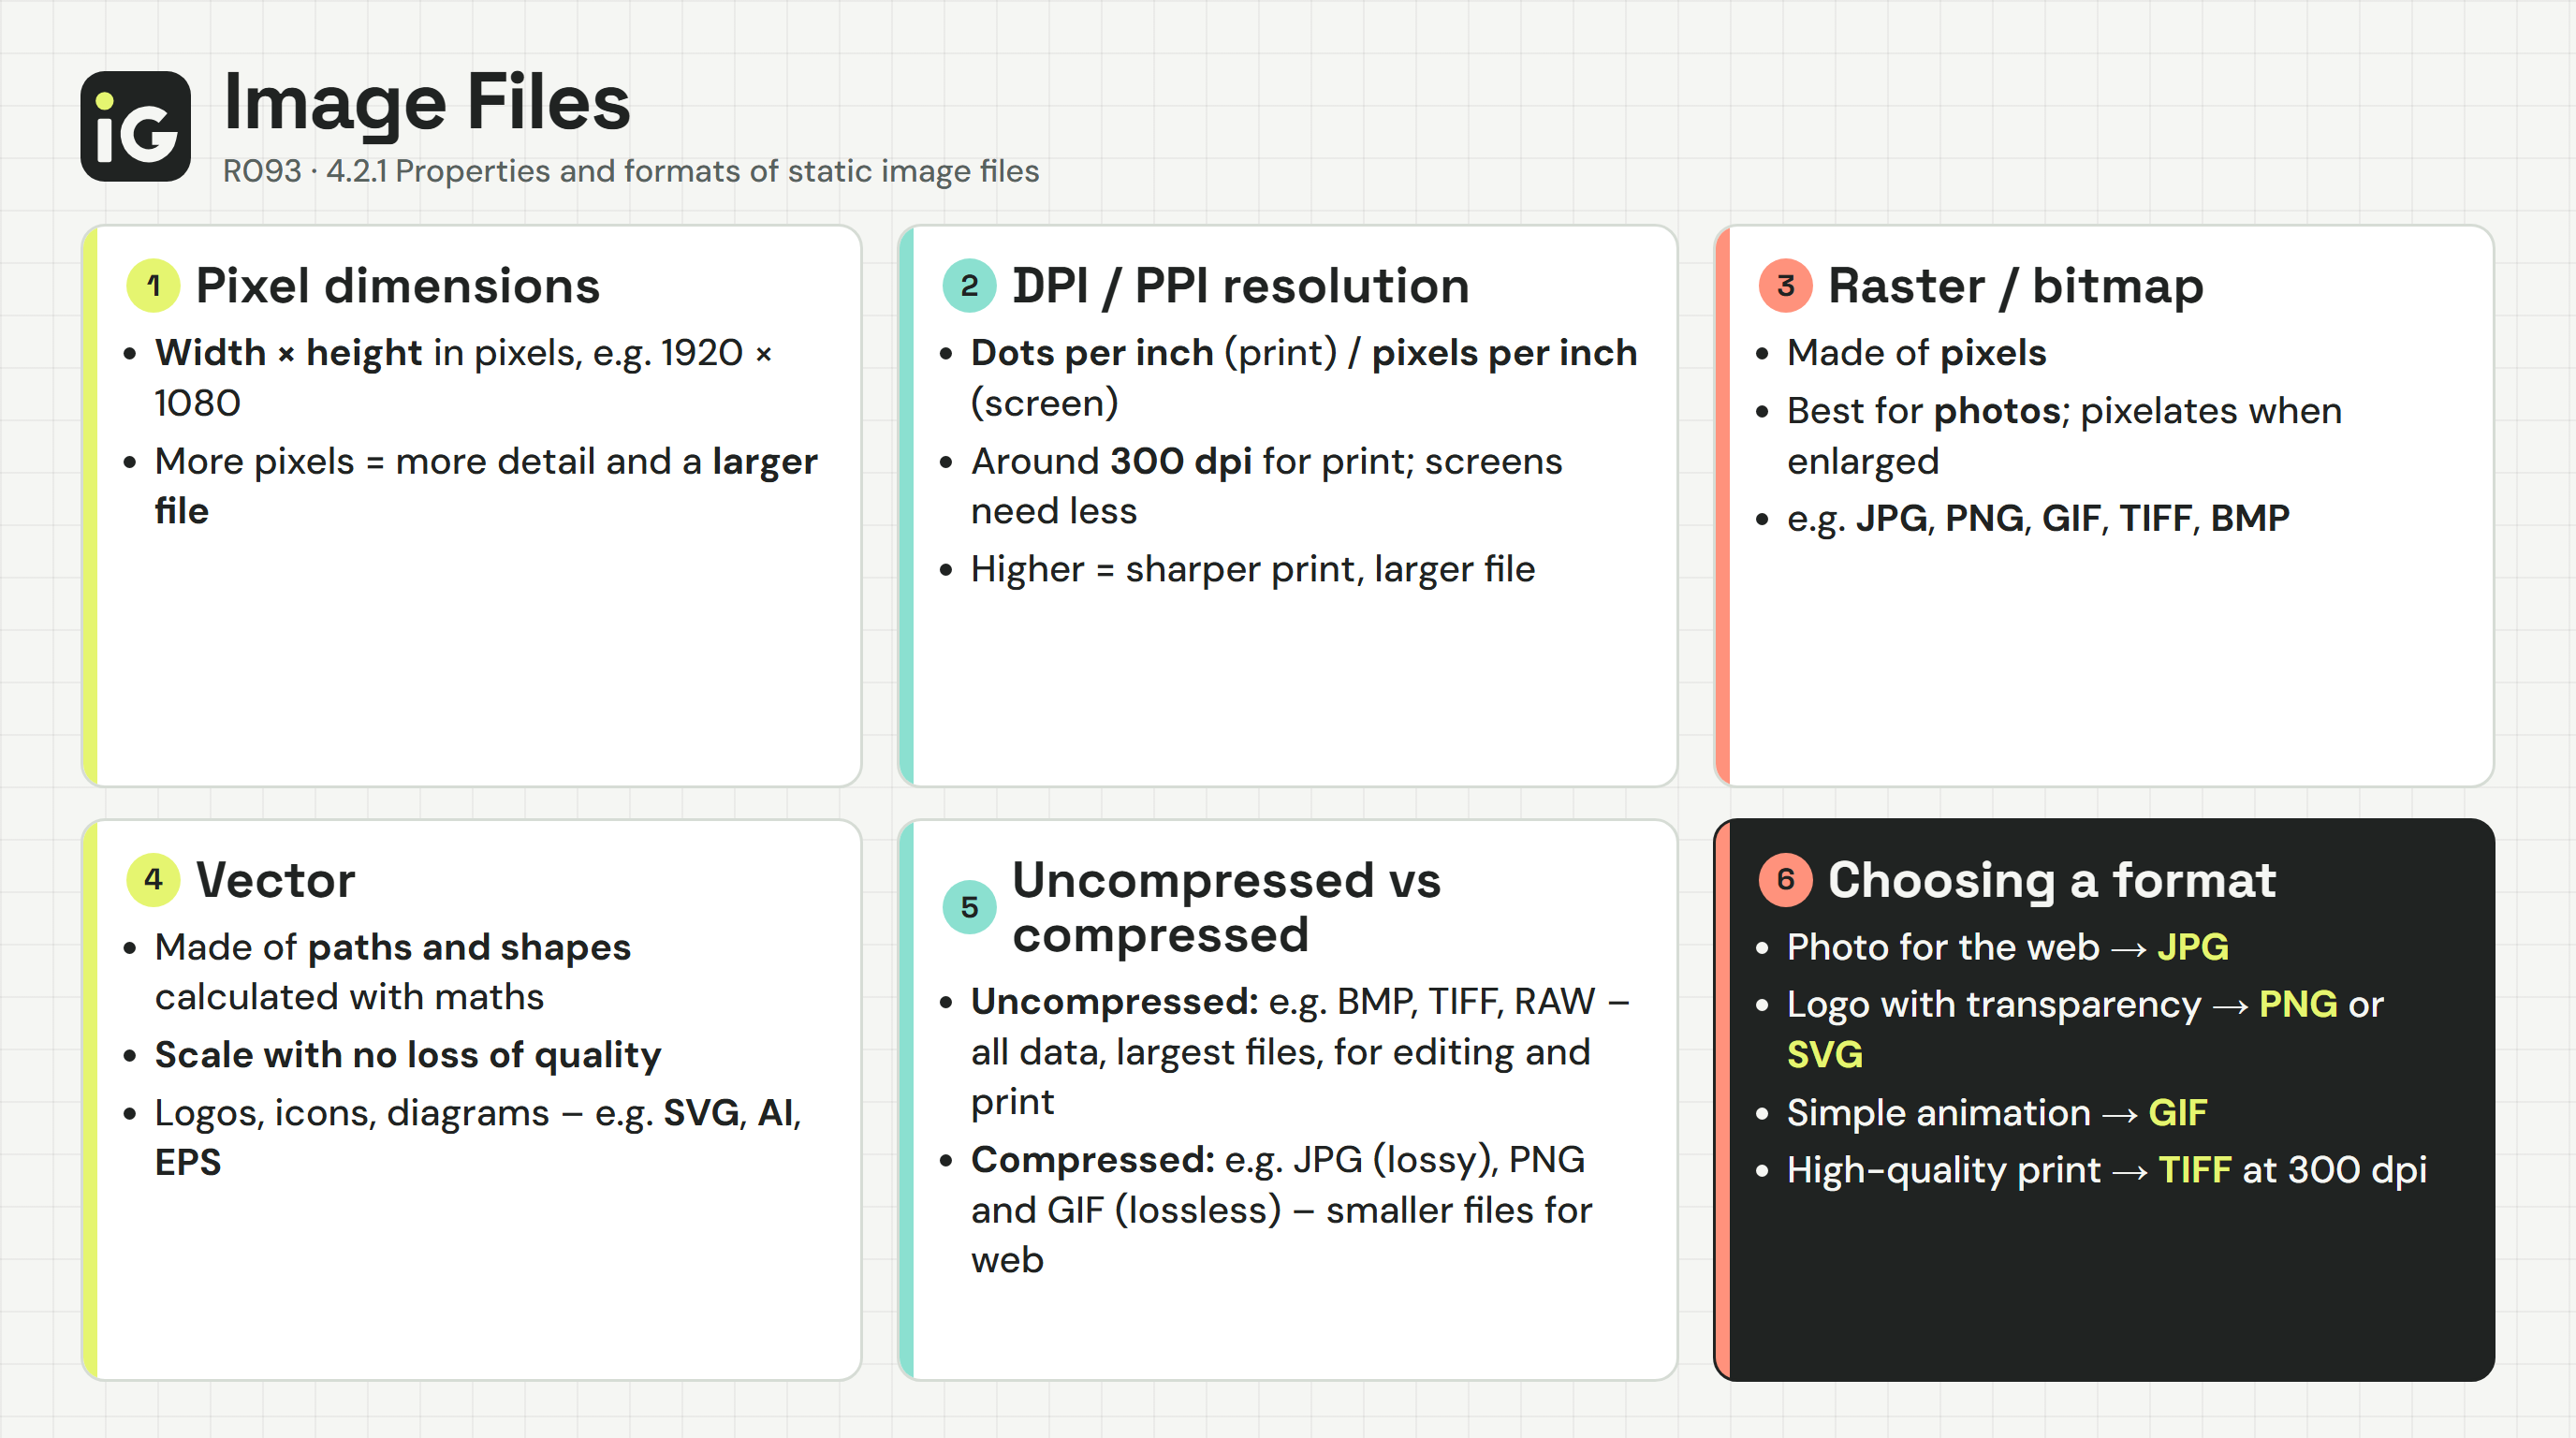 iG
Image Files
R093 · 4.2.1 Properties and formats of static image files
1 Pixel dimensions
• Width × height in pixels, e.g. 1920 ×
1080
• More pixels = more detail and a larger
file
2 DPI / PPI resolution
• Dots per inch (print) / pixels per inch
(screen)
• Around 300 dpi for print; screens
need less
• Higher = sharper print, larger file
3 Raster / bitmap
• Made of pixels
• Best for photos; pixelates when
enlarged
• e.g. JPG, PNG, GIF, TIFF, BMP
4 Vector
• Made of paths and shapes
calculated with maths
• Scale with no loss of quality
• Logos, icons, diagrams – e.g. SVG, AI,
EPS
5 Uncompressed vs
compressed
• Uncompressed: e.g. BMP, TIFF, RAW –
all data, largest files, for editing and
print
• Compressed: e.g. JPG (lossy), PNG
and GIF (lossless) – smaller files for
web
6 Choosing a format
• Photo for the web → JPG
• Logo with transparency → PNG or
SVG
• Simple animation → GIF
• High-quality print → TIFF at 300 dpi